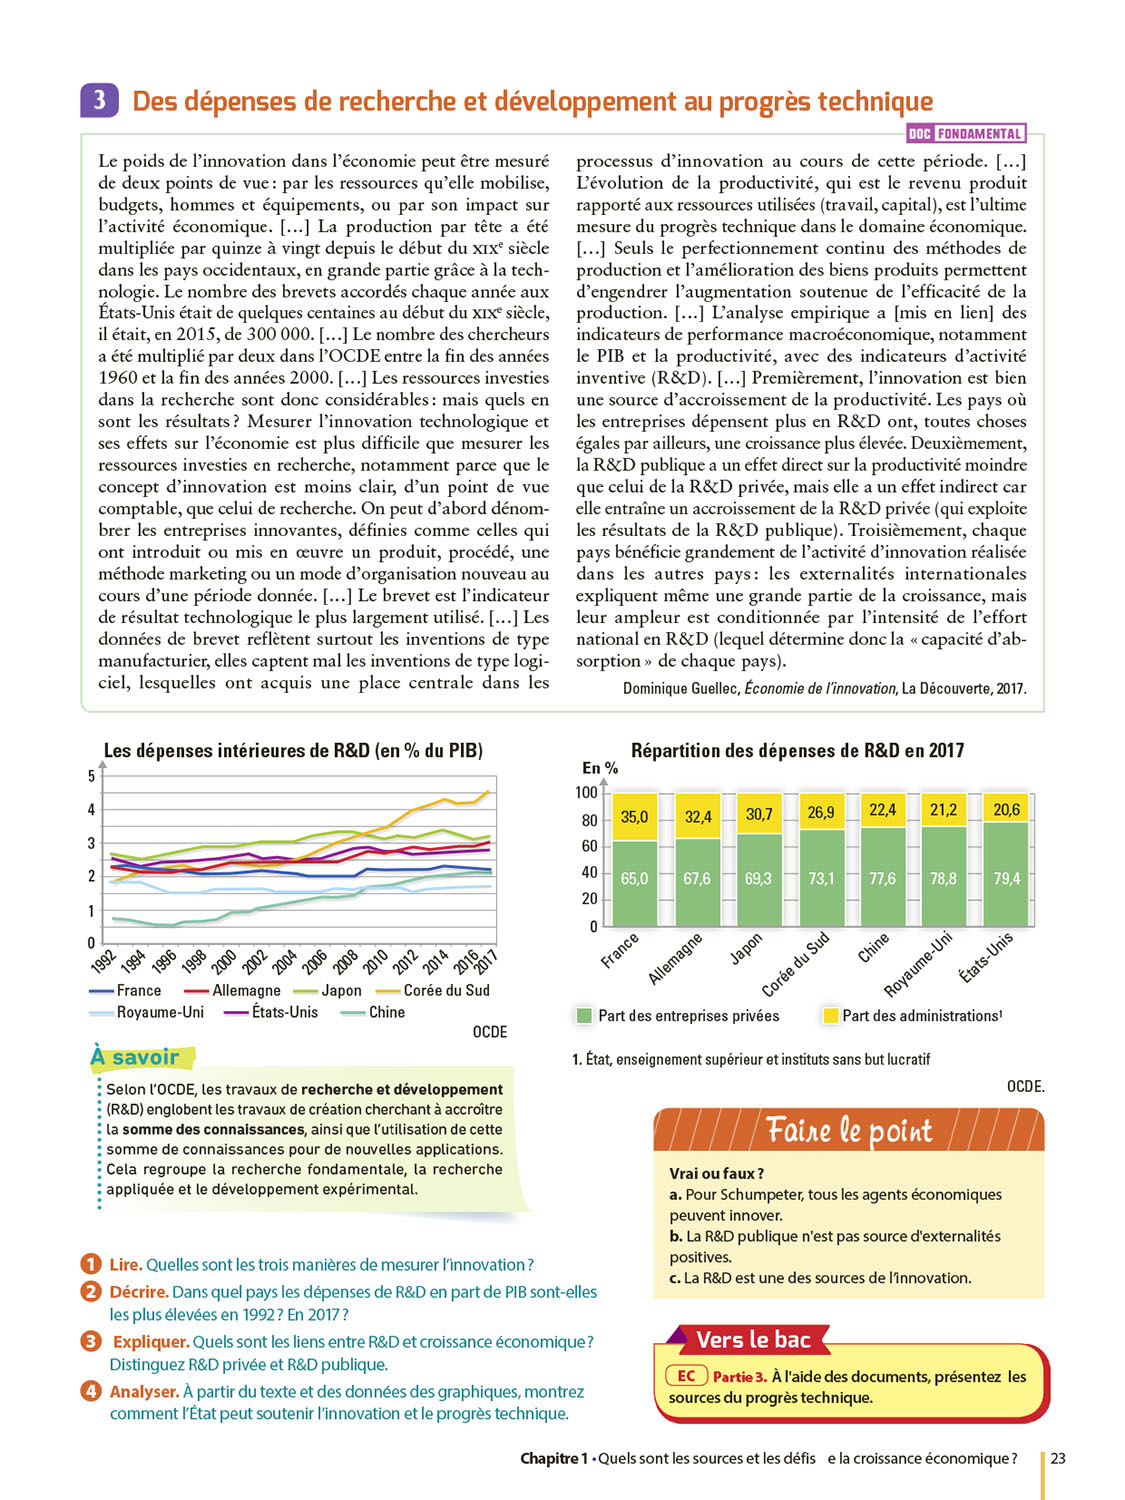 3 Des dépenses de recherche et développement au progrès technique
DOC FONDAMENTAL
Le poids de l'innovation dans l'économie peut être mesuré
de deux points de vue : par les ressources qu'elle mobilise,
budgets, hommes et équipements, ou par son impact sur
l'activité économique. […] La production par tête a été
multipliée par quinze à vingt depuis le début du XIXe siècle
dans les pays occidentaux, en grande partie grâce à la tech-
nologie. Le nombre des brevets accordés chaque année aux
États-Unis était de quelques centaines au début du XIXe siècle,
il était, en 2015, de 300 000. […] Le nombre des chercheurs
a été multiplié par deux dans l'OCDE entre la fin des années
1960 et la fin des années 2000. […] Les ressources investies
dans la recherche sont donc considérables : mais quels en
sont les résultats ? Mesurer l'innovation technologique et
ses effets sur l'économie est plus difficile que mesurer les
ressources investies en recherche, notamment parce que le
concept d'innovation est moins clair, d'un point de vue
comptable, que celui de recherche. On peut d'abord dénom-
brer les entreprises innovantes, définies comme celles qui
ont introduit ou mis en œuvre un produit, procédé, une
méthode marketing ou un mode d'organisation nouveau au
cours d'une période donnée. […] Le brevet est l'indicateur
de résultat technologique le plus largement utilisé. […] Les
données de brevet reflètent surtout les inventions de type
manufacturier, elles captent mal les inventions de type logi-
ciel, lesquelles ont acquis une place centrale dans les
processus d'innovation au cours de cette période. […]
L'évolution de la productivité, qui est le revenu produit
rapporté aux ressources utilisées (travail, capital), est l'ultime
mesure du progrès technique dans le domaine économique.
[…] Seuls le perfectionnement continu des méthodes de
production et l'amélioration des biens produits permettent
d'engendrer l'augmentation soutenue de l'efficacité de la
production. […] L'analyse empirique a [mis en lien] des
indicateurs de performance macroéconomique, notamment
le PIB et la productivité, avec des indicateurs d'activité
inventive (R&D). […] Premièrement, l'innovation est bien
une source d'accroissement de la productivité. Les pays où
les entreprises dépensent plus en R&D ont, toutes choses
égales par ailleurs, une croissance plus élevée. Deuxièmement,
la R&D publique a un effet direct sur la productivité moindre
que celui de la R&D privée, mais elle a un effet indirect car
elle entraîne un accroissement de la R&D privée (qui exploite
les résultats de la R&D publique). Troisièmement, chaque
pays bénéficie grandement de l'activité d'innovation réalisée
dans les autres pays : les externalités internationales
expliquent même une grande partie de la croissance, mais
leur ampleur est conditionnée par l'intensité de l'effort
national en R&D (lequel détermine donc la « capacité d'ab-
sorption » de chaque pays).
Dominique Guellec, Économie de l'innovation, La Découverte, 2017.
Les dépenses intérieures de R&D (en % du PIB)
5
4
3
2
1
0
1992 1994 1996 1998 2000 2002 2004 2006 2008 2010 2012 2014 2016 2017
France Allemagne Japon Corée du Sud
Royaume-Uni États-Unis Chine
OCDE
Répartition des dépenses de R&D en 2017
En %
100
80
60
40
20
0
35,0 32,4 30,7 26,9 22,4 21,2 20,6
65,0 67,6 69,3 73,1 77,6 78,8 79,4
France Allemagne Japon Corée du Sud Chine Royaume-Uni États-Unis
Part des entreprises privées Part des administrations¹
1. État, enseignement supérieur et instituts sans but lucratif
OCDE.
À savoir
Selon l'OCDE, les travaux de recherche et développement
(R&D) englobent les travaux de création cherchant à accroître
la somme des connaissances, ainsi que l'utilisation de cette
somme de connaissances pour de nouvelles applications.
Cela regroupe la recherche fondamentale, la recherche
appliquée et le développement expérimental.
1 Lire. Quelles sont les trois manières de mesurer l'innovation ?
2 Décrire. Dans quel pays les dépenses de R&D en part de PIB sont-elles
les plus élevées en 1992 ? En 2017 ?
3 Expliquer. Quels sont les liens entre R&D et croissance économique ?
Distinguez R&D privée et R&D publique.
4 Analyser. À partir du texte et des données des graphiques, montrez
comment l'État peut soutenir l'innovation et le progrès technique.
Faire le point
Vrai ou faux ?
a. Pour Schumpeter, tous les agents économiques
peuvent innover.
b. La R&D publique n'est pas source d'externalités
positives.
c. La R&D est une des sources de l'innovation.
Vers le bac
EC Partie 3. À l'aide des documents, présentez les
sources du progrès technique.
Chapitre 1 • Quels sont les sources et les défis e la croissance économique ? 23